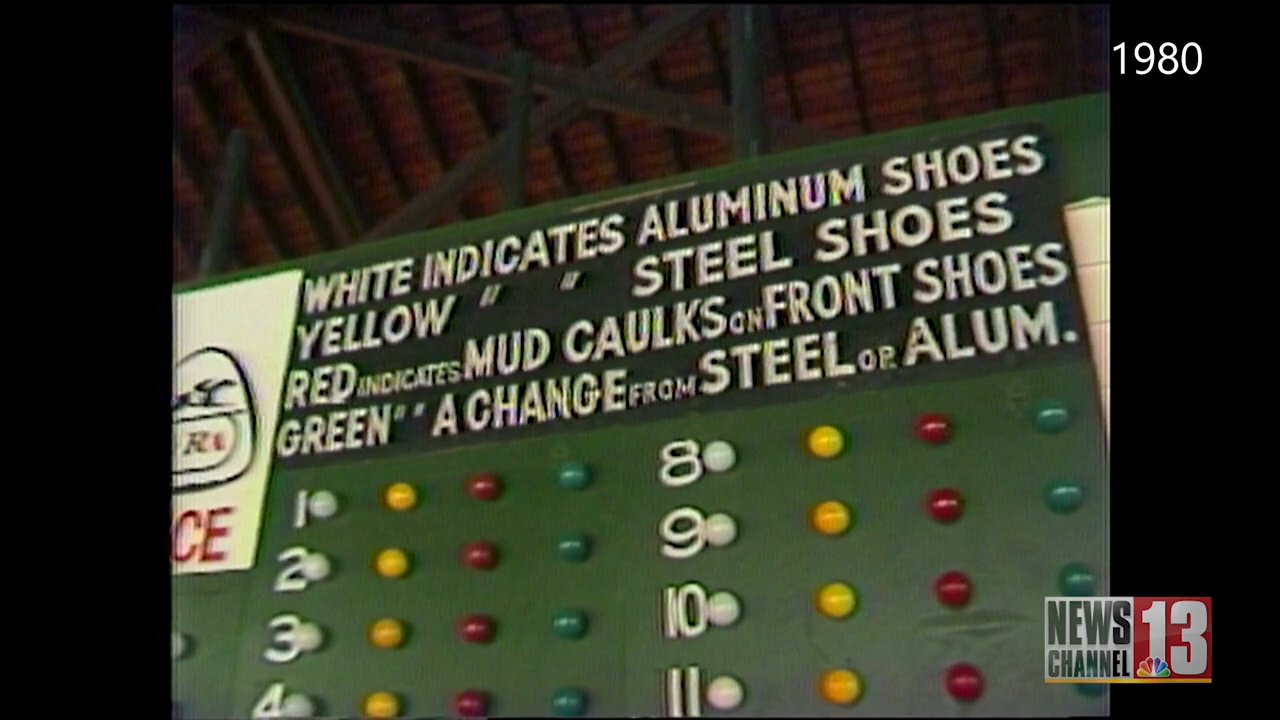 1980
WHITE INDICATES ALUMINUM SHOES
YELLOW " " STEEL SHOES
RED INDICATES MUD CAULKS ON FRONT SHOES
GREEN " " A CHANGE FROM STEEL OR ALUM.
CE
1
8
2
9
3
10
4
11
NEWS
CHANNEL
13